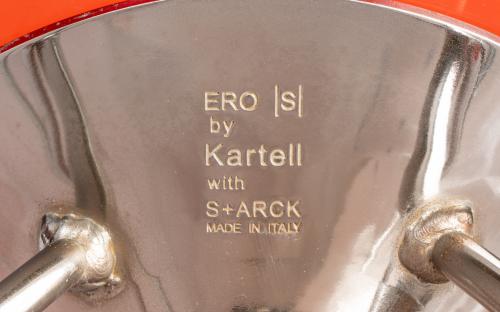 ERO |S|
by
Kartell
with
S+ARCK
MADE IN ITALY